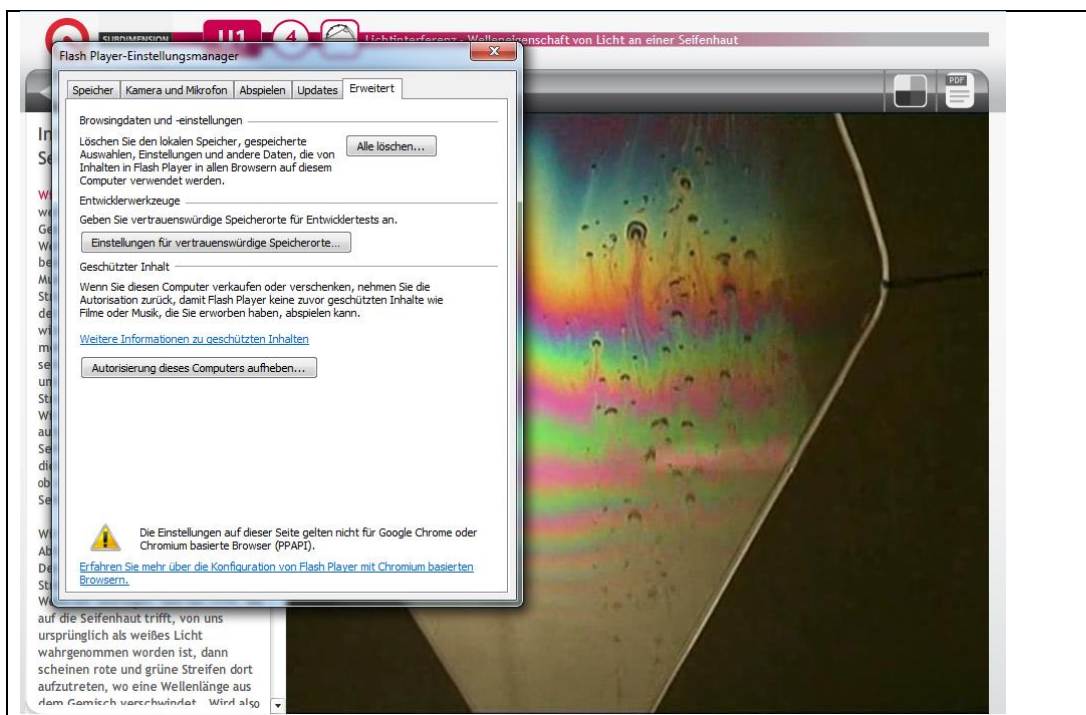 SUBDIMENSION U1 4 Lichtinterferenz - Welleneigenschaft von Licht an einer Seifenhaut
Flash Player-Einstellungsmanager
Speicher Kamera und Mikrofon Abspielen Updates Erweitert
PDF
Browsingdaten und -einstellungen
Löschen Sie den lokalen Speicher, gespeicherte
Auswahlen, Einstellungen und andere Daten, die von
Inhalten in Flash Player in allen Browsern auf diesem
Computer verwendet werden.
Alle löschen...
Entwicklerwerkzeuge
Geben Sie vertrauenswürdige Speicherorte für Entwicklertests an.
Einstellungen für vertrauenswürdige Speicherorte...
Geschützter Inhalt
Wenn Sie diesen Computer verkaufen oder verschenken, nehmen Sie die
Autorisation zurück, damit Flash Player keine zuvor geschützten Inhalte wie
Filme oder Musik, die Sie erworben haben, abspielen kann.
Weitere Informationen zu geschützten Inhalten
Autorisierung dieses Computers aufheben...
Die Einstellungen auf dieser Seite gelten nicht für Google Chrome oder
Chromium basierte Browser (PPAPI).
Erfahren Sie mehr über die Konfiguration von Flash Player mit Chromium basierten
Browsern.
auf die Seifenhaut trifft, von uns
ursprünglich als weißes Licht
wahrgenommen worden ist, dann
scheinen rote und grüne Streifen dort
aufzutreten, wo eine Wellenlänge aus
dem Gemisch verschwindet. Wird also